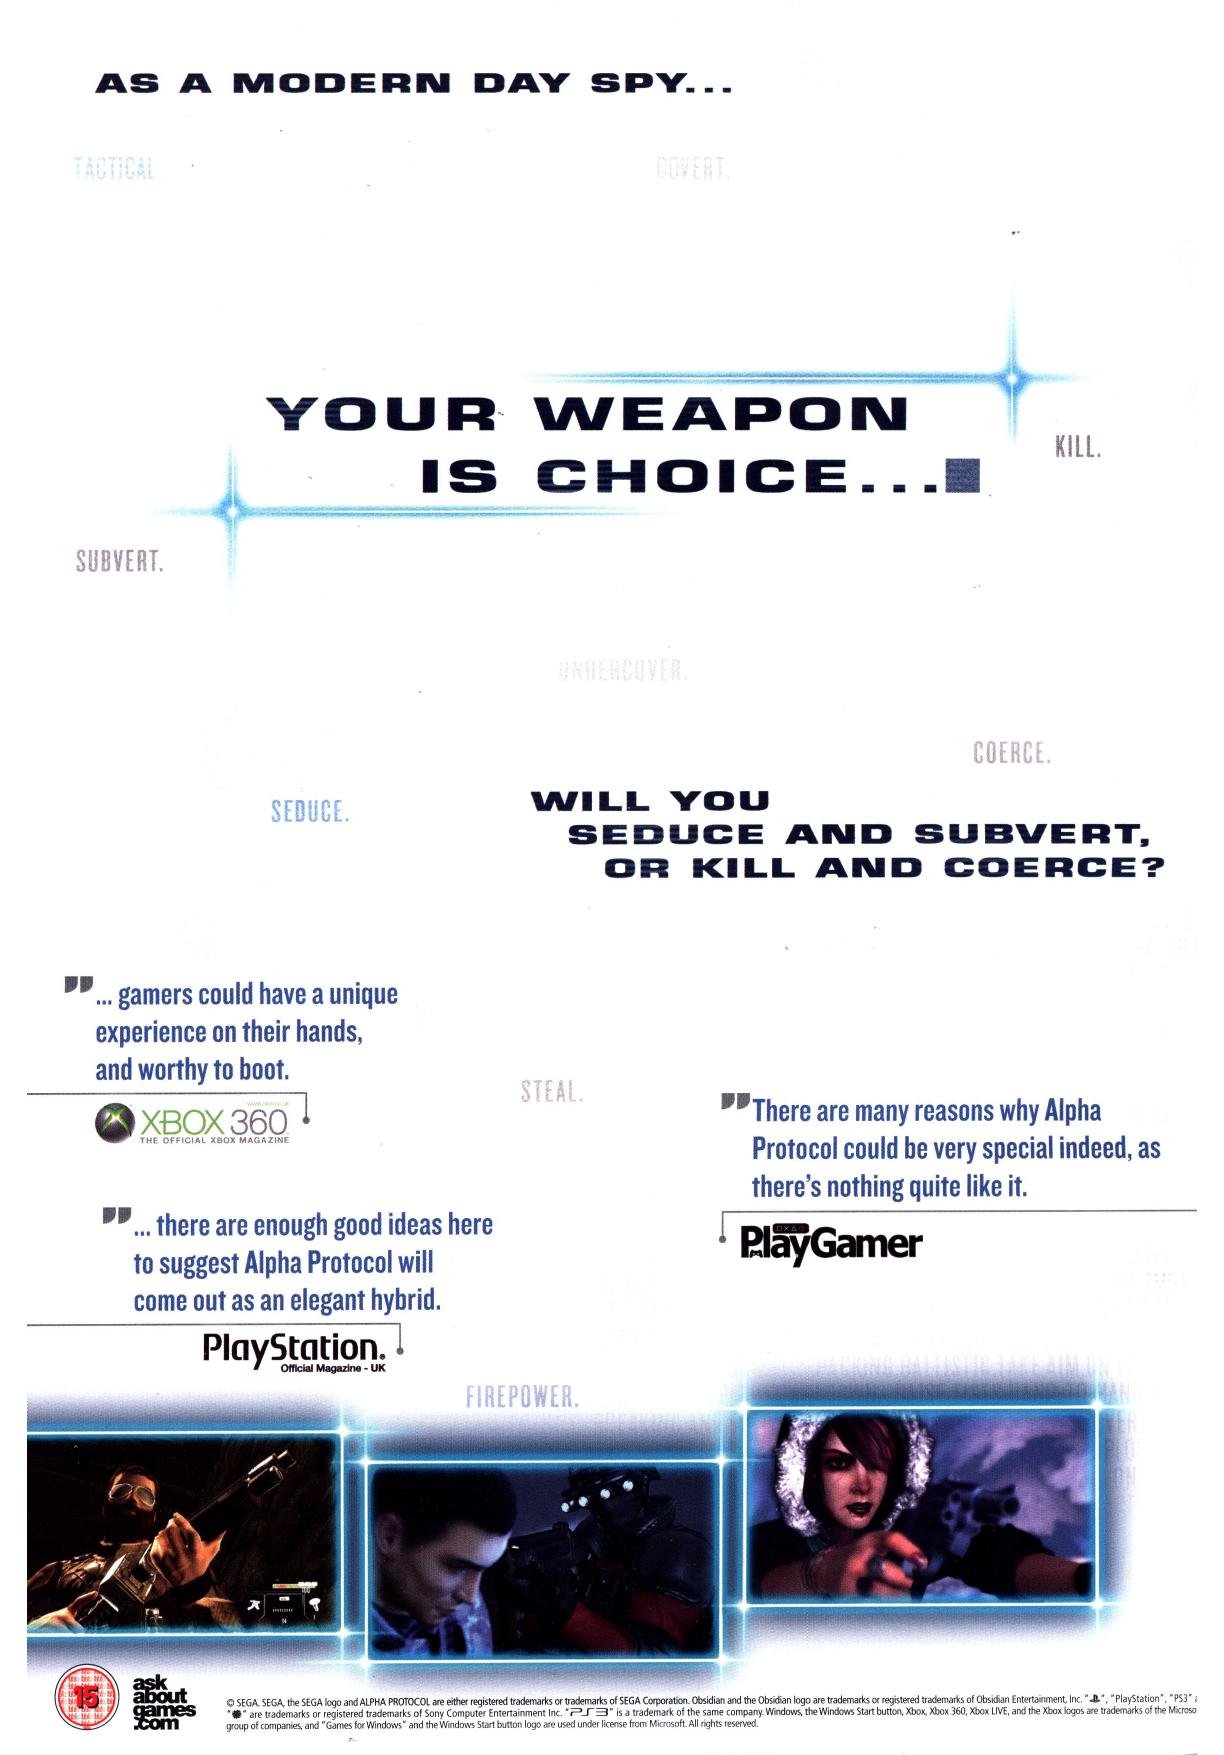 AS A MODERN DAY SPY...
TACTICAL
COVERT.
YOUR WEAPON
IS CHOICE...
KILL.
SUBVERT.
UNDERCOVER.
COERCE.
SEDUCE.
WILL YOU
SEDUCE AND SUBVERT,
OR KILL AND COERCE?
"... gamers could have a unique
experience on their hands,
and worthy to boot.
XBOX 360
THE OFFICIAL XBOX MAGAZINE
STEAL.
"There are many reasons why Alpha
Protocol could be very special indeed, as
there's nothing quite like it.
PlayGamer
"... there are enough good ideas here
to suggest Alpha Protocol will
come out as an elegant hybrid.
PlayStation.
Official Magazine - UK
FIREPOWER.
15
ask
about
games
.com
© SEGA. SEGA, the SEGA logo and ALPHA PROTOCOL are either registered trademarks or trademarks of SEGA Corporation. Obsidian and the Obsidian logo are trademarks or registered trademarks of Obsidian Entertainment, Inc. "", "PlayStation", "PS3"
"" are trademarks or registered trademarks of Sony Computer Entertainment Inc. "PS3" is a trademark of the same company. Windows, the Windows Start button, Xbox, Xbox 360, Xbox LIVE, and the Xbox logos are trademarks of the Microso
group of companies, and "Games for Windows" and the Windows Start button logo are used under license from Microsoft. All rights reserved.